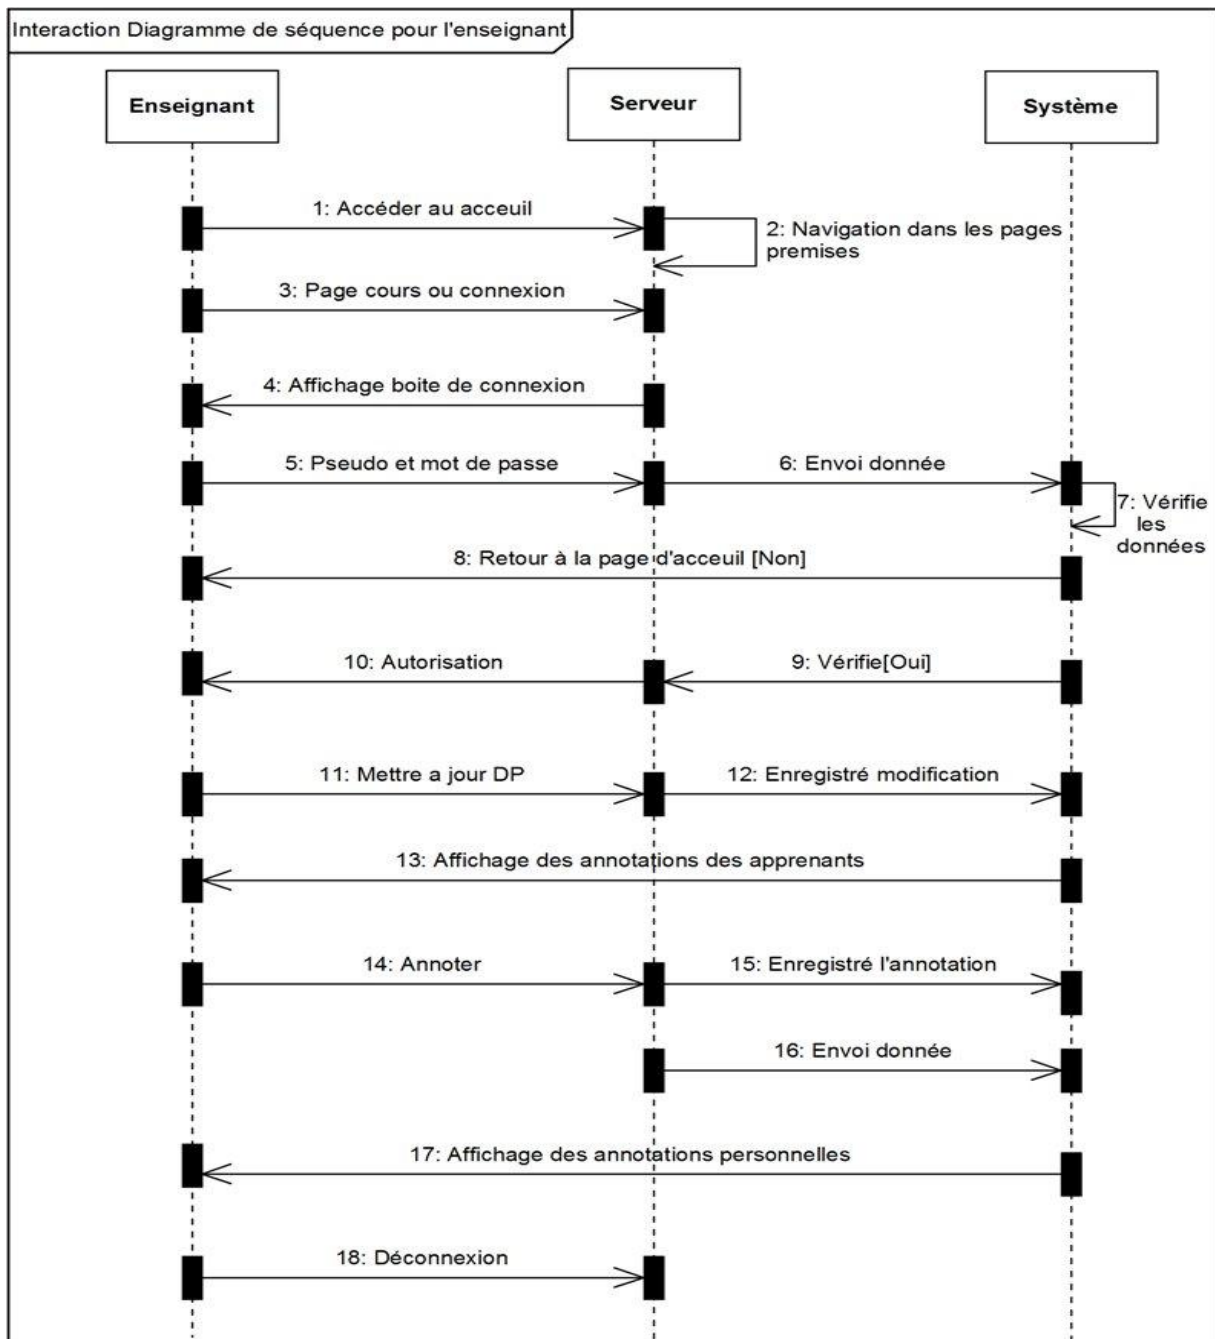 Interaction Diagramme de séquence pour l'enseignant
Enseignant
Serveur
Système
1: Accéder au acceuil
2: Navigation dans les pages
premises
3: Page cours ou connexion
4: Affichage boite de connexion
5: Pseudo et mot de passe
6: Envoi donnée
7: Vérifie
les
données
8: Retour à la page d'acceuil [Non]
10: Autorisation
9: Vérifie[Oui]
11: Mettre a jour DP
12: Enregistré modification
13: Affichage des annotations des apprenants
14: Annoter
15: Enregistré l'annotation
16: Envoi donnée
17: Affichage des annotations personnelles
18: Déconnexion